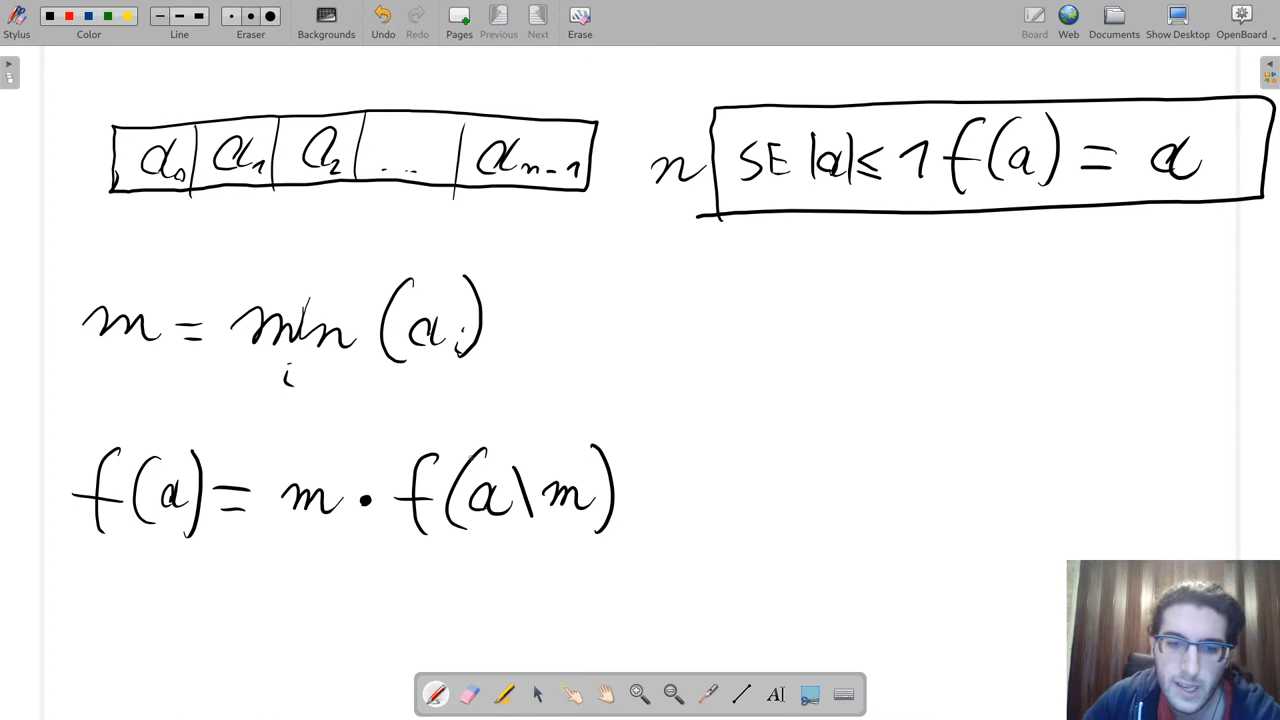 Stylus Color Line Eraser Backgrounds Undo Redo Pages Previous Next Erase Board Web Documents Show Desktop OpenBoard
a₀ a₁ a₂ ... aₙ₋₁ n SE |a| ≤ 1 f(a) = a
m = min (aᵢ)
i
f(a) = m • f(a\m)